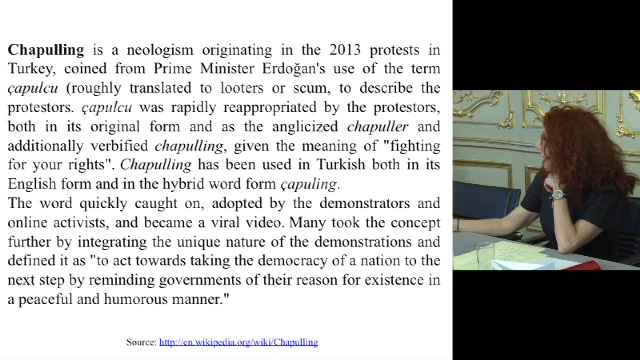 Chapulling is a neologism originating in the 2013 protests in
Turkey, coined from Prime Minister Erdoğan's use of the term
çapulcu (roughly translated to looters or scum, to describe the
protestors. çapulcu was rapidly reappropriated by the protestors,
both in its original form and as the anglicized chapuller and
additionally verbified chapulling, given the meaning of "fighting
for your rights". Chapulling has been used in Turkish both in its
English form and in the hybrid word form çapuling.
The word quickly caught on, adopted by the demonstrators and
online activists, and became a viral video. Many took the concept
further by integrating the unique nature of the demonstrations and
defined it as "to act towards taking the democracy of a nation to the
next step by reminding governments of their reason for existence in
a peaceful and humorous manner."
Source: http://en.wikipedia.org/wiki/Chapulling